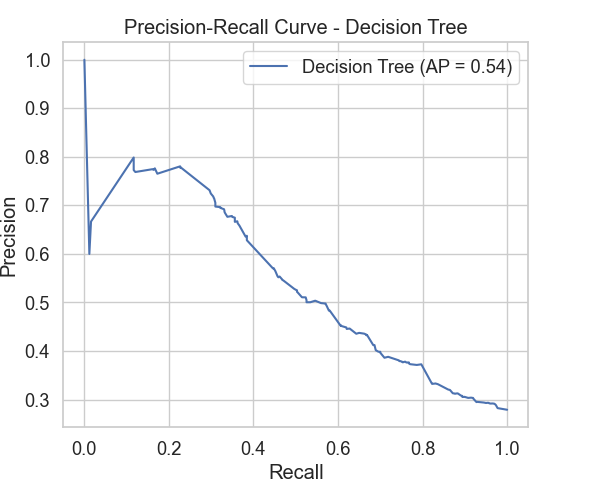 Precision-Recall Curve - Decision Tree
Decision Tree (AP = 0.54)
Precision
1.0
0.9
0.8
0.7
0.6
0.5
0.4
0.3
0.0 0.2 0.4 0.6 0.8 1.0
Recall